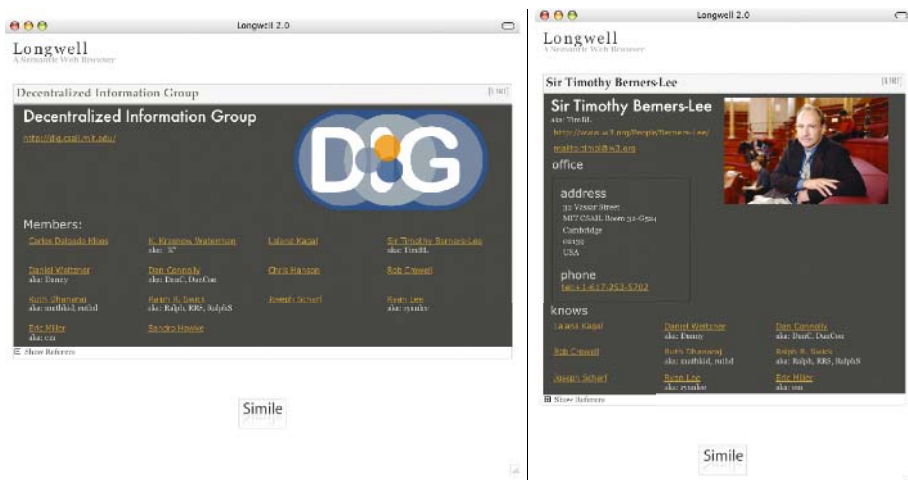 Longwell 2.0
Longwell
A Semantic Web Browser
Decentralized Information Group [URI]
Decentralized Information Group
http://dig.csail.mit.edu/
DIG
Members:
K. Krasnow Waterman Lalana Kagal Sir Timothy Berners-Lee
aka: "K" aka: TimBL
Daniel Weitzner Dan Connolly Chris Hanson Rob Crowell
aka: Danny aka: DanC, DanCon
Ruth Dhanaraj Ralph R. Swick Joseph Scharf Ryan Lee
aka: mathkid, ruthd aka: Ralph, RRS, RalphS aka: ryanlee
Eric Miller Sandro Hawke
aka: em
Show Referers
Simile
Longwell 2.0
Longwell
A Semantic Web Browser
Sir Timothy Berners-Lee [URI]
Sir Timothy Berners-Lee
aka: TimBL
http://www.w3.org/People/Berners-Lee/
mailto:timbl@w3.org
office
address
32 Vassar Street
MIT CSAIL Room 32-G524
Cambridge
02139
USA
phone
tel:+1-617-253-5702
knows
Lalana Kagal Daniel Weitzner Dan Connolly
aka: Danny aka: DanC, DanCon
Rob Crowell Ruth Dhanaraj Ralph R. Swick
aka: mathkid, ruthd aka: Ralph, RRS, RalphS
Joseph Scharf Ryan Lee Eric Miller
aka: ryanlee aka: em
Show Referers
Simile